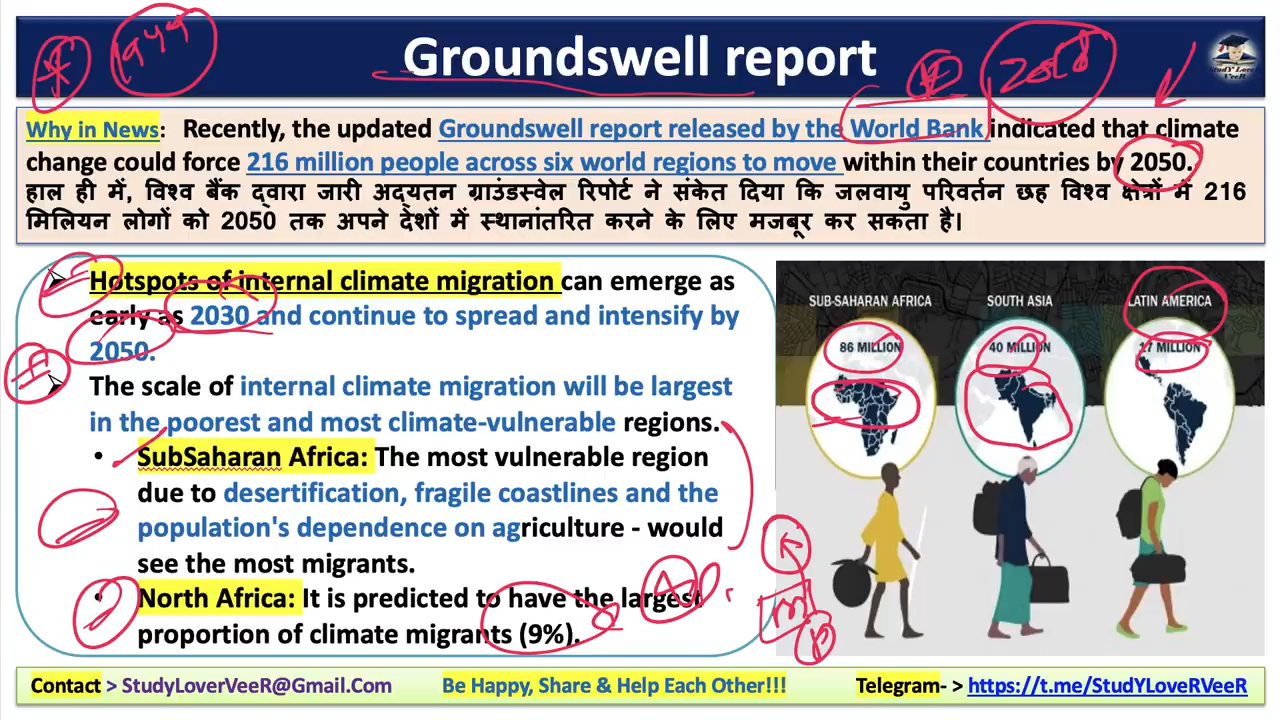 Groundswell report
1949
2018
StudY Love
VeeR
Why in News: Recently, the updated Groundswell report released by the World Bank indicated that climate
change could force 216 million people across six world regions to move within their countries by 2050.
हाल ही में, विश्व बैंक द्वारा जारी अद्यतन ग्राउंडस्वेल रिपोर्ट ने संकेत दिया कि जलवायु परिवर्तन छह विश्व क्षेत्रों में 216
मिलियन लोगों को 2050 तक अपने देशों में स्थानांतरित करने के लिए मजबूर कर सकता है।
Hotspots of internal climate migration can emerge as
early as 2030 and continue to spread and intensify by
2050.
The scale of internal climate migration will be largest
in the poorest and most climate-vulnerable regions.
• SubSaharan Africa: The most vulnerable region
due to desertification, fragile coastlines and the
population's dependence on agriculture - would
see the most migrants.
• North Africa: It is predicted to have the largest
proportion of climate migrants (9%).
SUB-SAHARAN AFRICA
86 MILLION
SOUTH ASIA
40 MILLION
LATIN AMERICA
17 MILLION
Contact > StudyLoverVeeR@Gmail.Com
Be Happy, Share & Help Each Other!!!
Telegram- > https://t.me/StudYLoveRVeeR